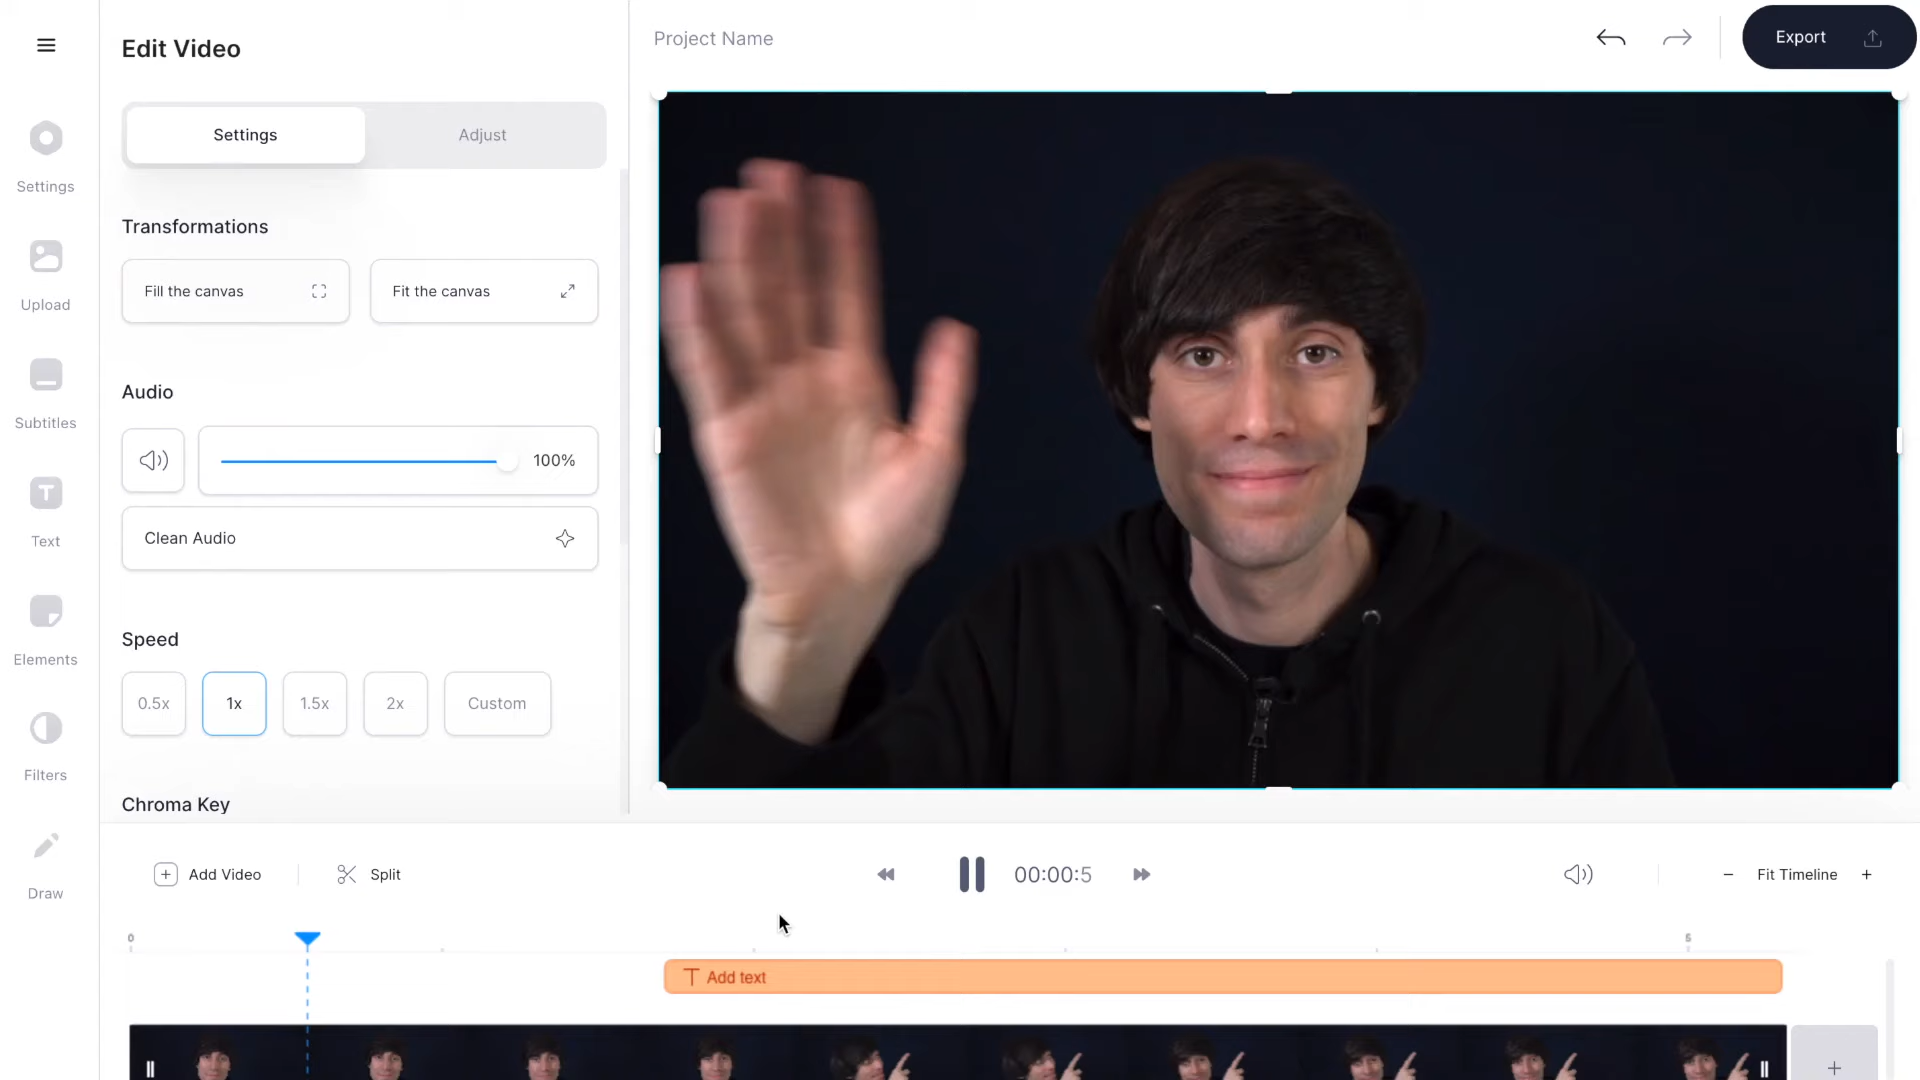 Edit Video
Project Name
Export
Settings
Adjust
Settings
Transformations
Fill the canvas
Fit the canvas
Upload
Audio
Subtitles
100%
Clean Audio
Text
Speed
Elements
0.5x
1x
1.5x
2x
Custom
Filters
Chroma Key
Draw
Add Video
Split
00:00:5
Fit Timeline
0
5
T Add text